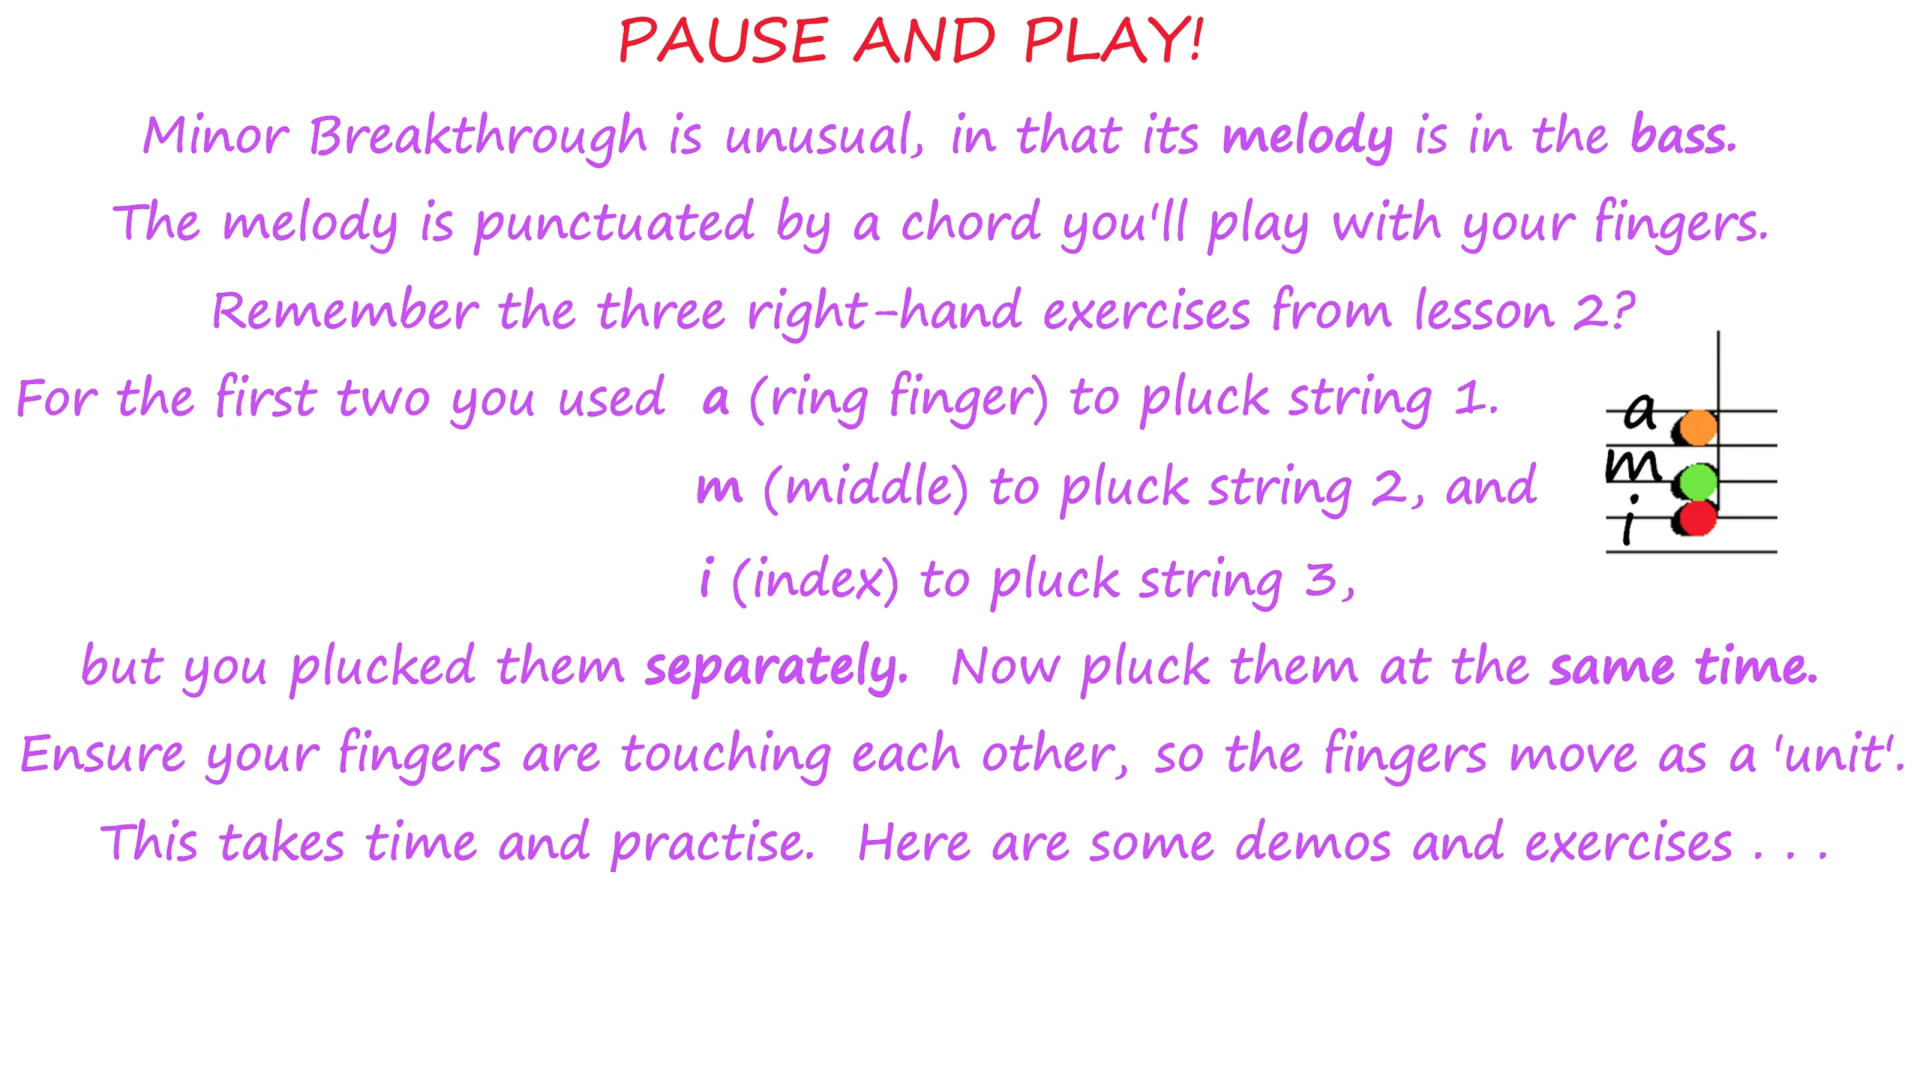 PAUSE AND PLAY!
Minor Breakthrough is unusual, in that its melody is in the bass.
The melody is punctuated by a chord you'll play with your fingers.
Remember the three right-hand exercises from lesson 2?
For the first two you used a (ring finger) to pluck string 1.
a
m (middle) to pluck string 2, and
m
i
i (index) to pluck string 3,
but you plucked them separately. Now pluck them at the same time.
Ensure your fingers are touching each other, so the fingers move as a 'unit'.
This takes time and practise. Here are some demos and exercises . . .